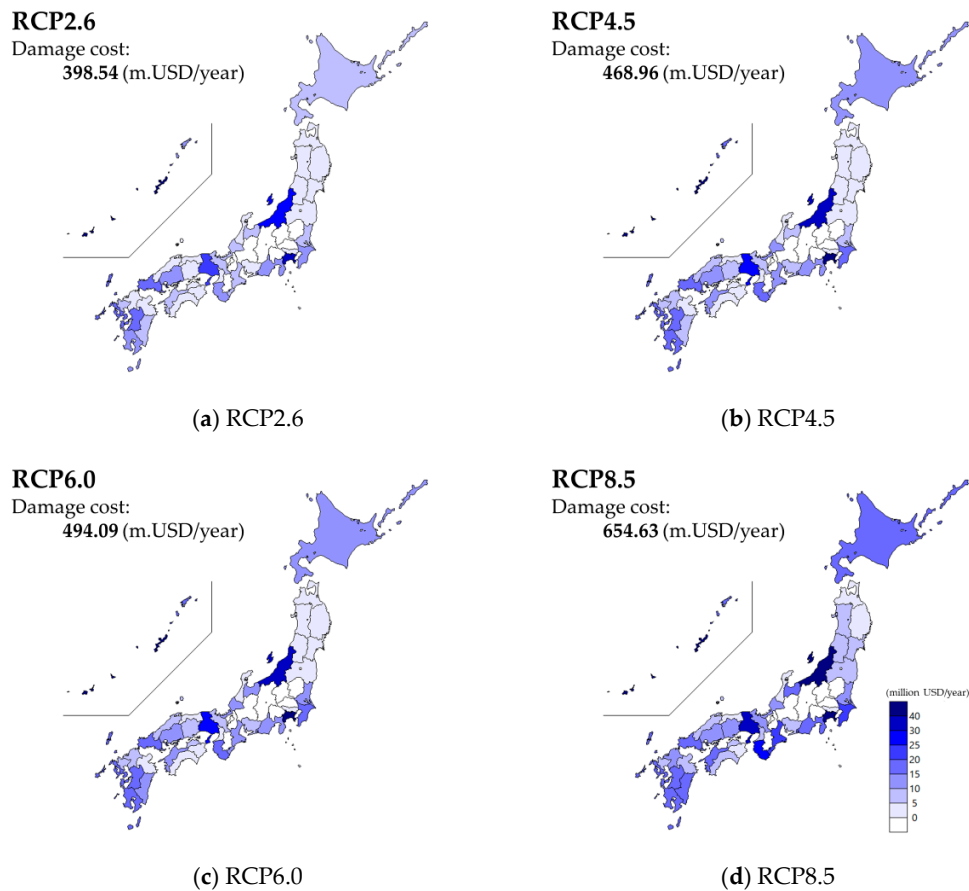 RCP2.6
Damage cost:
398.54 (m.USD/year)
RCP4.5
Damage cost:
468.96 (m.USD/year)
(a) RCP2.6
(b) RCP4.5
RCP6.0
Damage cost:
494.09 (m.USD/year)
RCP8.5
Damage cost:
654.63 (m.USD/year)
(million USD/year)
40
30
25
20
15
10
5
0
(c) RCP6.0
(d) RCP8.5